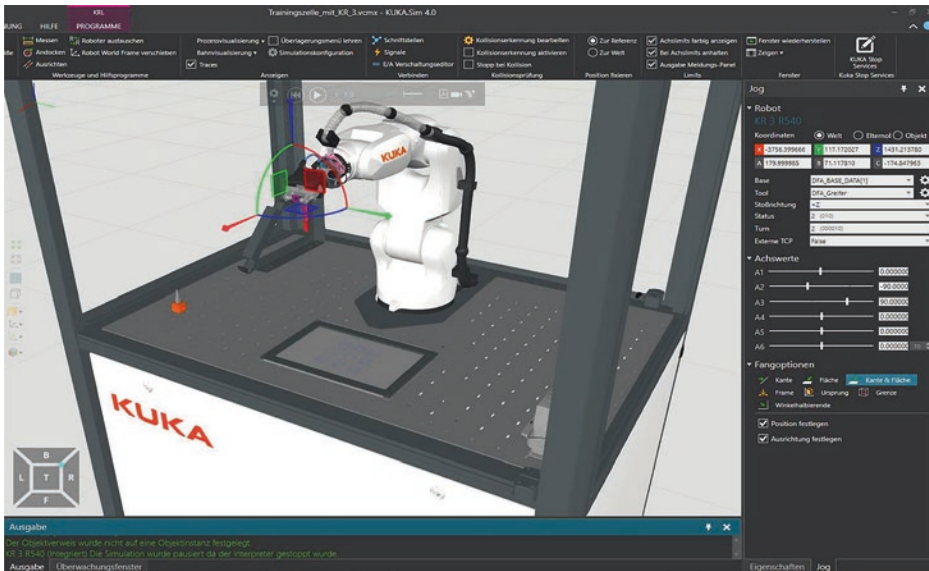 KRL
Trainingszelle_mit_KR_3.vcmx - KUKA.Sim 4.0
NUNG HILFE PROGRAMME
Messen Roboter austauschen
Andocken Robot World Frame verschieben
Ausrichten
Werkzeuge und Hilfsprogramme
Prozessvisualisierung Überlagerungsmenü lehren
Bahnvisualisierung Simulationskonfiguration
Traces
Anzeigen
Schnittstellen
Signale
E/A Verschaltungseditor
Verbinden
Kollisionserkennung bearbeiten
Kollisionserkennung aktivieren
Stopp bei Kollision
Kollisionsprüfung
Zur Referenz
Zur Welt
Position fixieren
Achslimits farbig anzeigen
Bei Achslimits anhalten
Ausgabe Meldungs-Panel
Limits
Fenster wiederherstellen
Zeigen
Fenster
KUKA Stop
Services
Kuka Stop Services
Jog
Robot
KR 3 R540
Koordinaten Welt Elternol Objekt
X -3756.399666 Y 117.172027 Z 1431.213780
A 179.999985 B 71.117810 C -174.847963
Base DFA_BASE_DATA[1]
Tool DFA_Greifer
Stoßrichtung +Z
Status 2 (010)
Turn 2 (000010)
Externe TCP False
Achswerte
A1 0.000000
A2 -90.0000
A3 90.00000
A4 0.000000
A5 0.000000
A6 0.000000
Fangoptionen
Kante Fläche Kante & Fläche
Frame Ursprung Grenze
Winkelhalbierende
Position festlegen
Ausrichtung festlegen
KUKA
KUKA
B
L T R
F
Ausgabe
Der Objektverweis wurde nicht auf eine Objektinstanz festgelegt.
KR 3 R540 (Integriert) Die Simulation wurde pausiert da der Interpreter gestoppt wurde.
Ausgabe Überwachungsfenster
Eigenschaften Jog